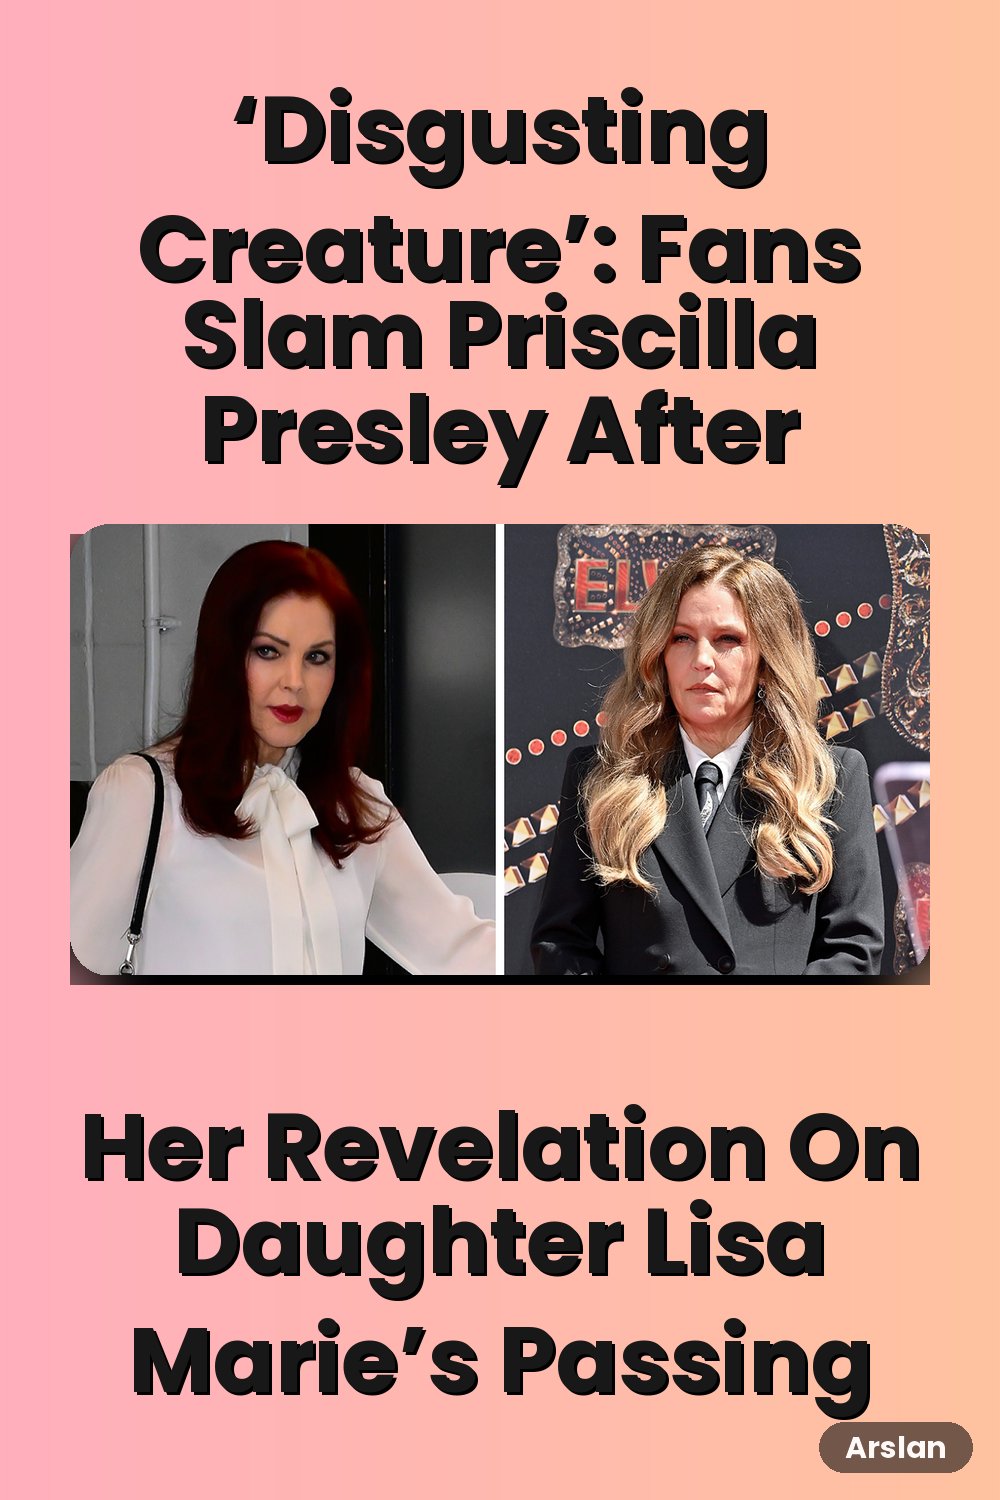 ‘Disgusting
Creature’: Fans
Slam Priscilla
Presley After
Her Revelation On
Daughter Lisa
Marie’s Passing
Arslan